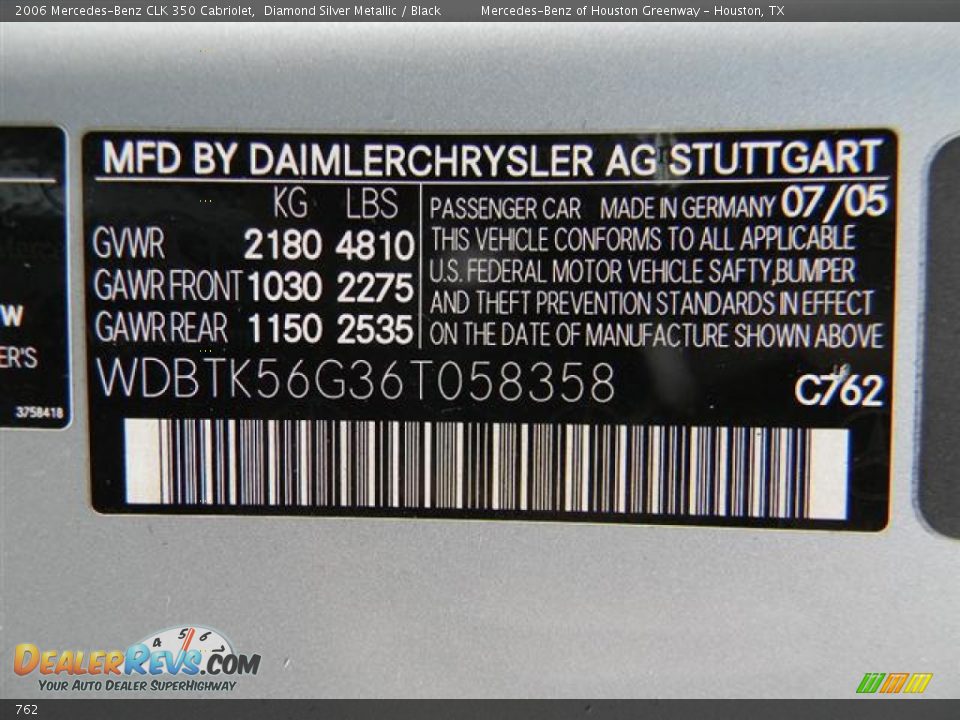 2006 Mercedes-Benz CLK 350 Cabriolet, Diamond Silver Metallic / Black Mercedes-Benz of Houston Greenway - Houston, TX
MFD BY DAIMLERCHRYSLER AG STUTTGART
KG LBS
GVWR 2180 4810
GAWR FRONT 1030 2275
GAWR REAR 1150 2535
PASSENGER CAR MADE IN GERMANY 07/05
THIS VEHICLE CONFORMS TO ALL APPLICABLE
U.S. FEDERAL MOTOR VEHICLE SAFTY,BUMPER
AND THEFT PREVENTION STANDARDS IN EFFECT
ON THE DATE OF MANUFACTURE SHOWN ABOVE
WDBTK56G36T058358
C762
W
ER'S
3758418
4 5 6
DEALERREVS.COM
YOUR AUTO DEALER SUPERHIGHWAY
762